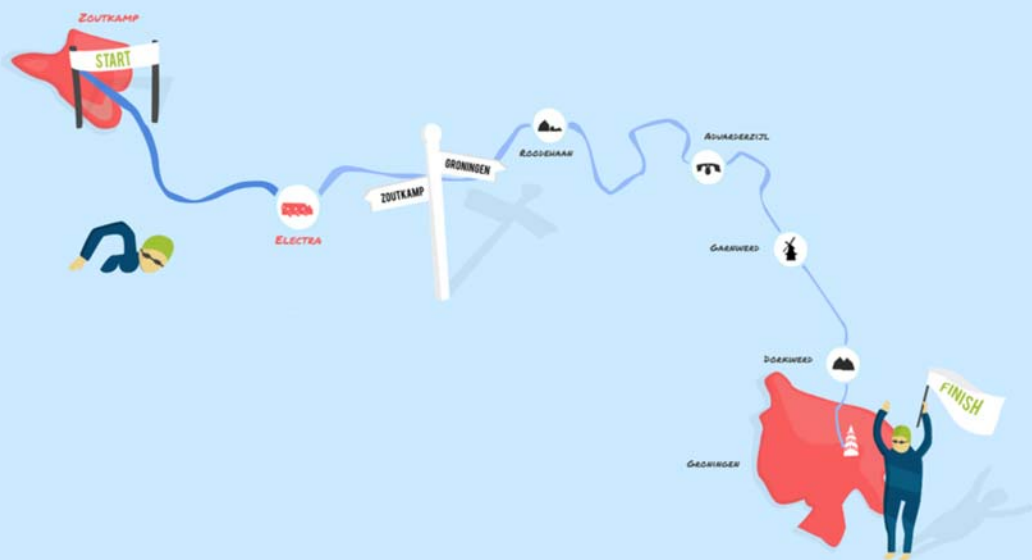 Zoutkamp
START
Electra
ZOUTKAMP
GRONINGEN
Roodehaan
Aduarderzijl
Garnwerd
Dorkwerd
Groningen
FINISH